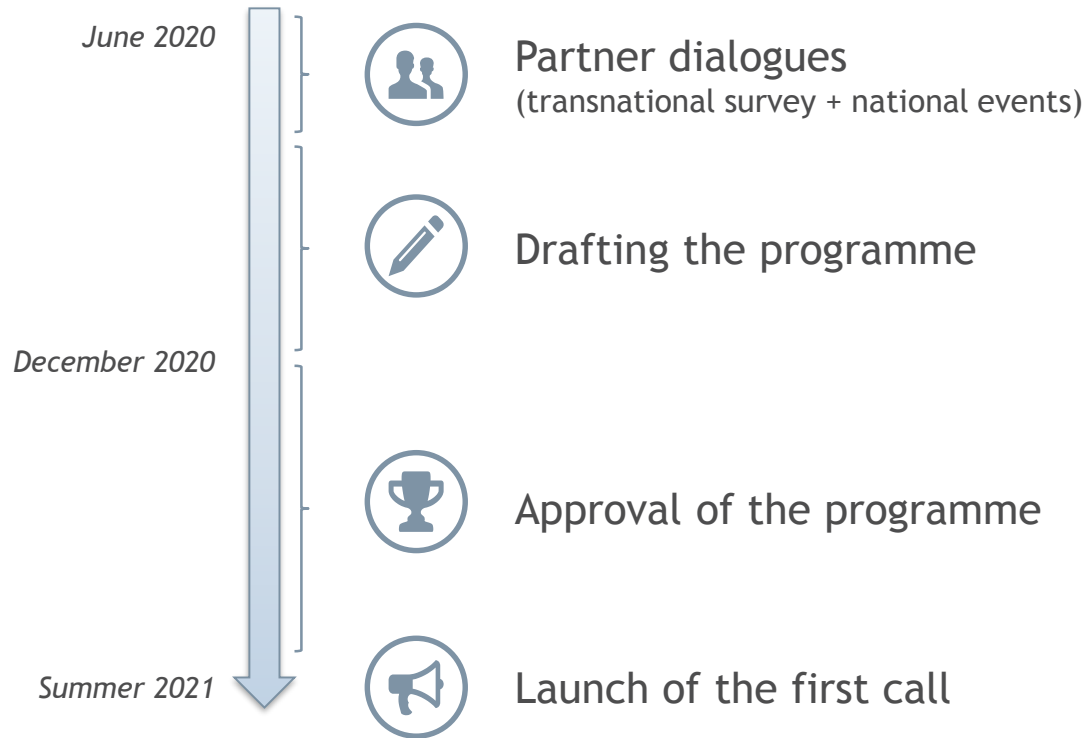 June 2020
Partner dialogues
(transnational survey + national events)
Drafting the programme
December 2020
Approval of the programme
Summer 2021
Launch of the first call